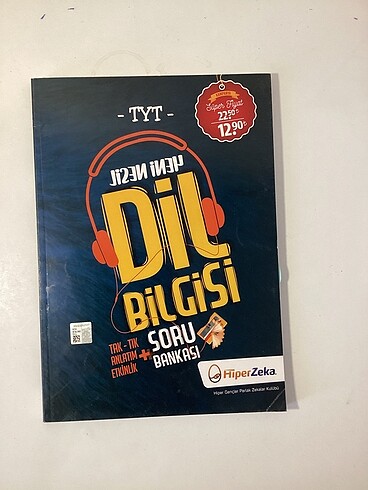 - TYT -
Süper Fiyat
22.50₺
12.90₺
YENİ NESİL
DİL
BİLGİSİ
TAK - TIK
ANLATIM
ETKİNLİK
+
SORU
BANKASI
HiperZeka
Hiper Gençler Parlak Zekalar Kulübü